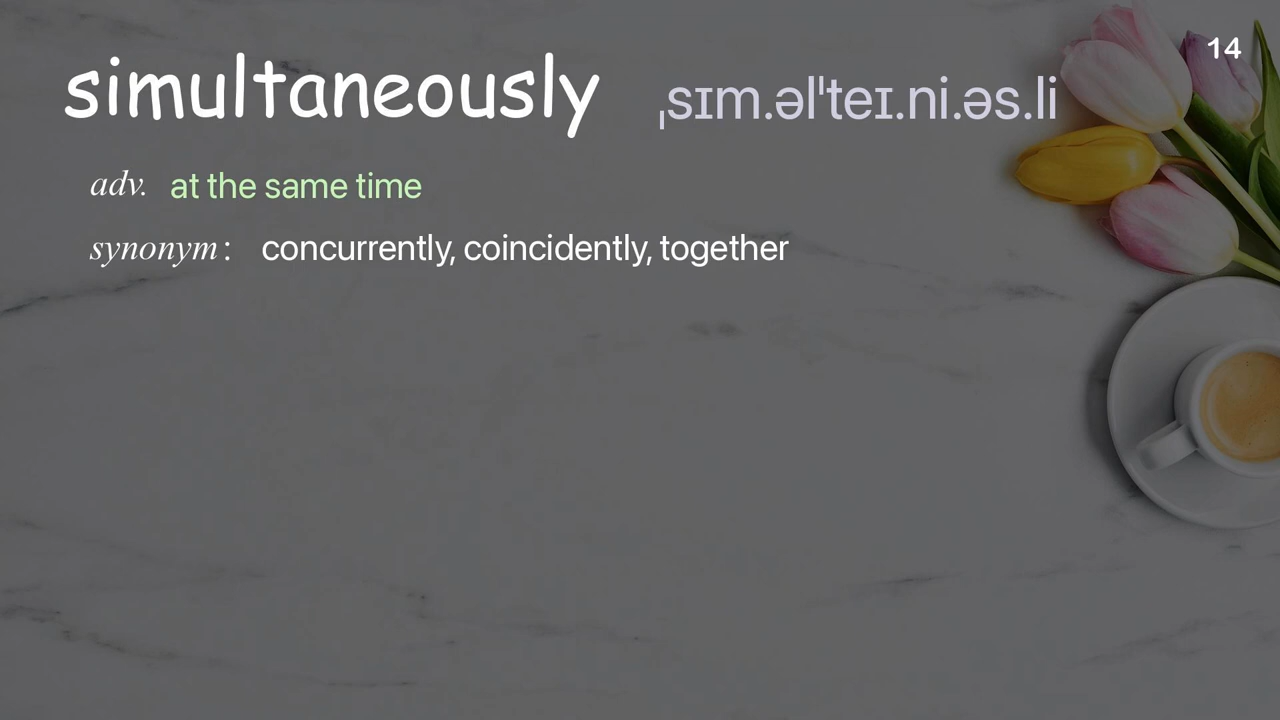 14
simultaneously ˌsɪm.əlˈteɪ.ni.əs.li
adv. at the same time
synonym: concurrently, coincidently, together